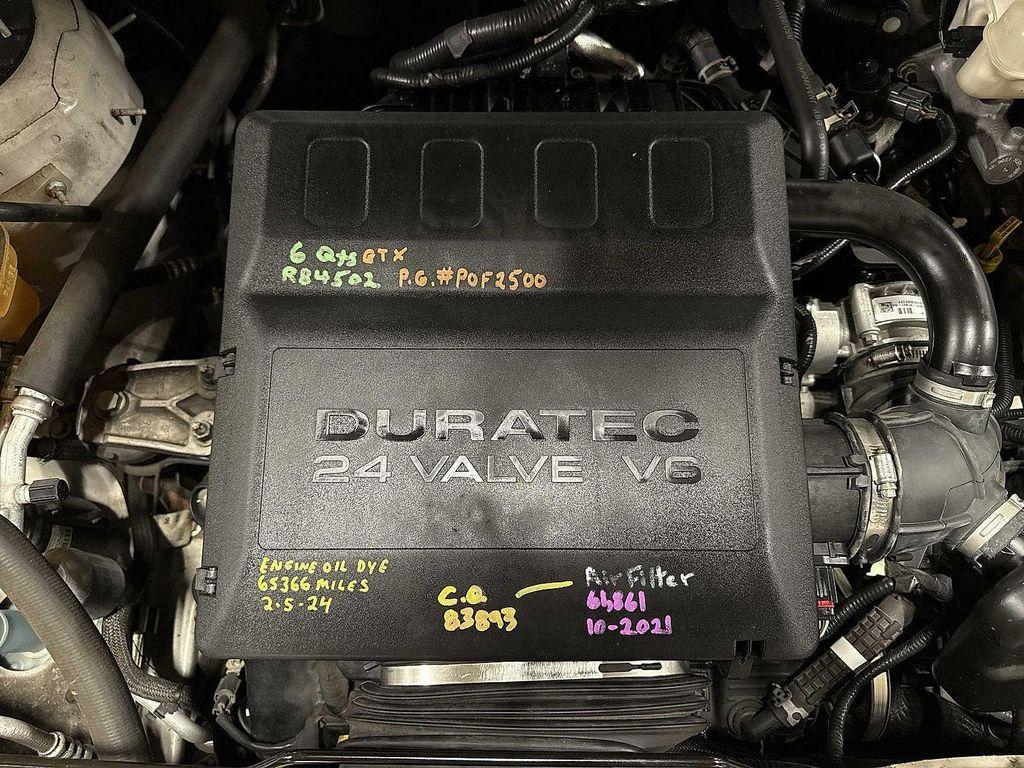 6 Qts GTX
RB4502 P.G.#POF2500
DURATEC
24 VALVE V6
ENGINE OIL DYE
65366 MILES
2-5-24
C.Q. Air Filter
83893 64861
10-2021